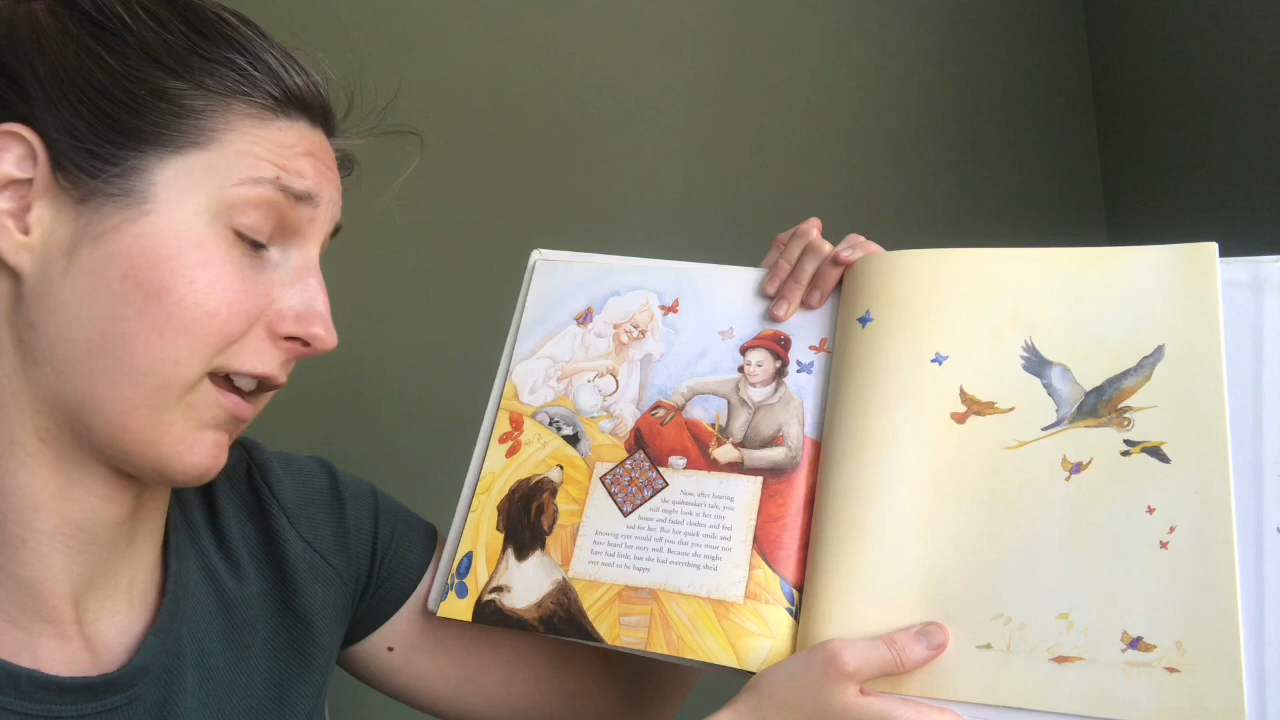 Now, after hearing
the quiltmaker's tale, you
still might look at her tiny
house and faded clothes and feel
sad for her. But her quick smile and
knowing eyes would tell you that you must not
have heard her story well. Because she might
have had little, but she had everything she'd
ever need to be happy.